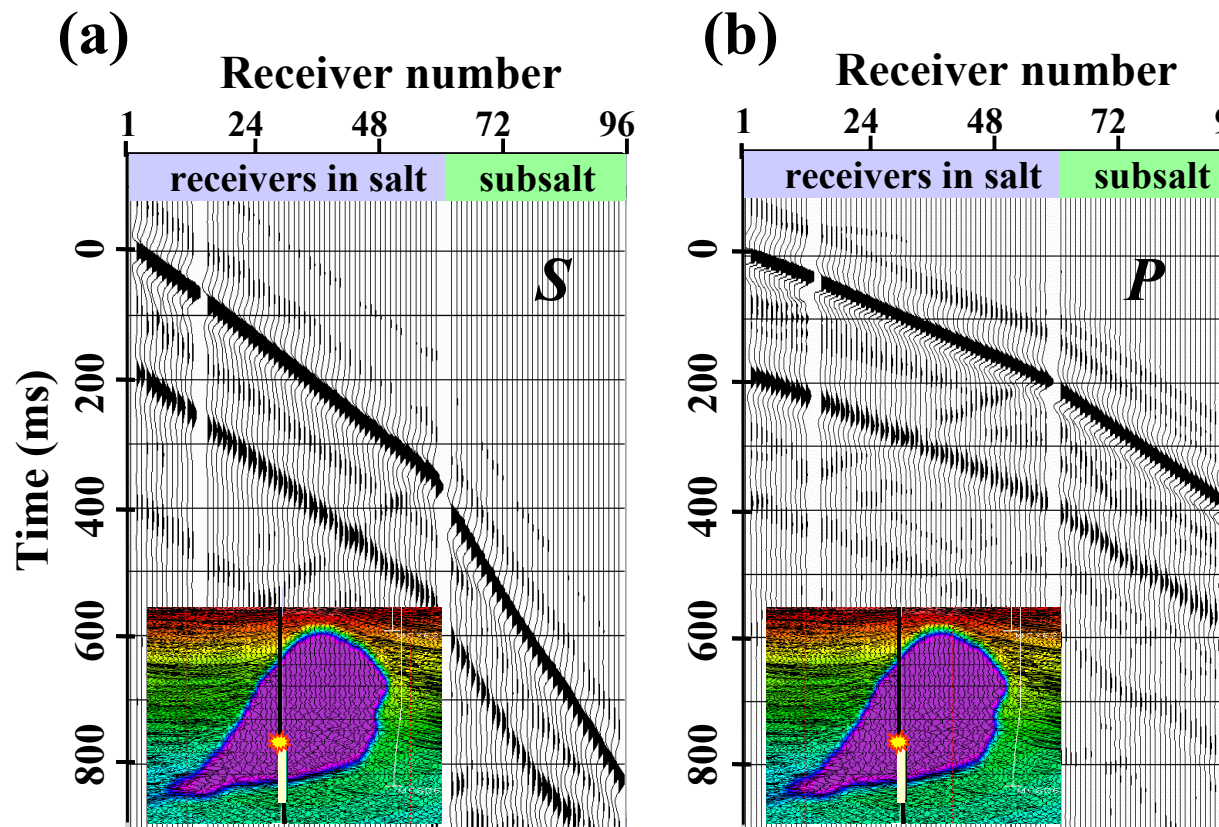 (a)
Receiver number
1 24 48 72 96
receivers in salt subsalt
S
Time (ms)
0
200
400
600
800
(b)
Receiver number
1 24 48 72 9
receivers in salt subsalt
P
0
200
400
600
800